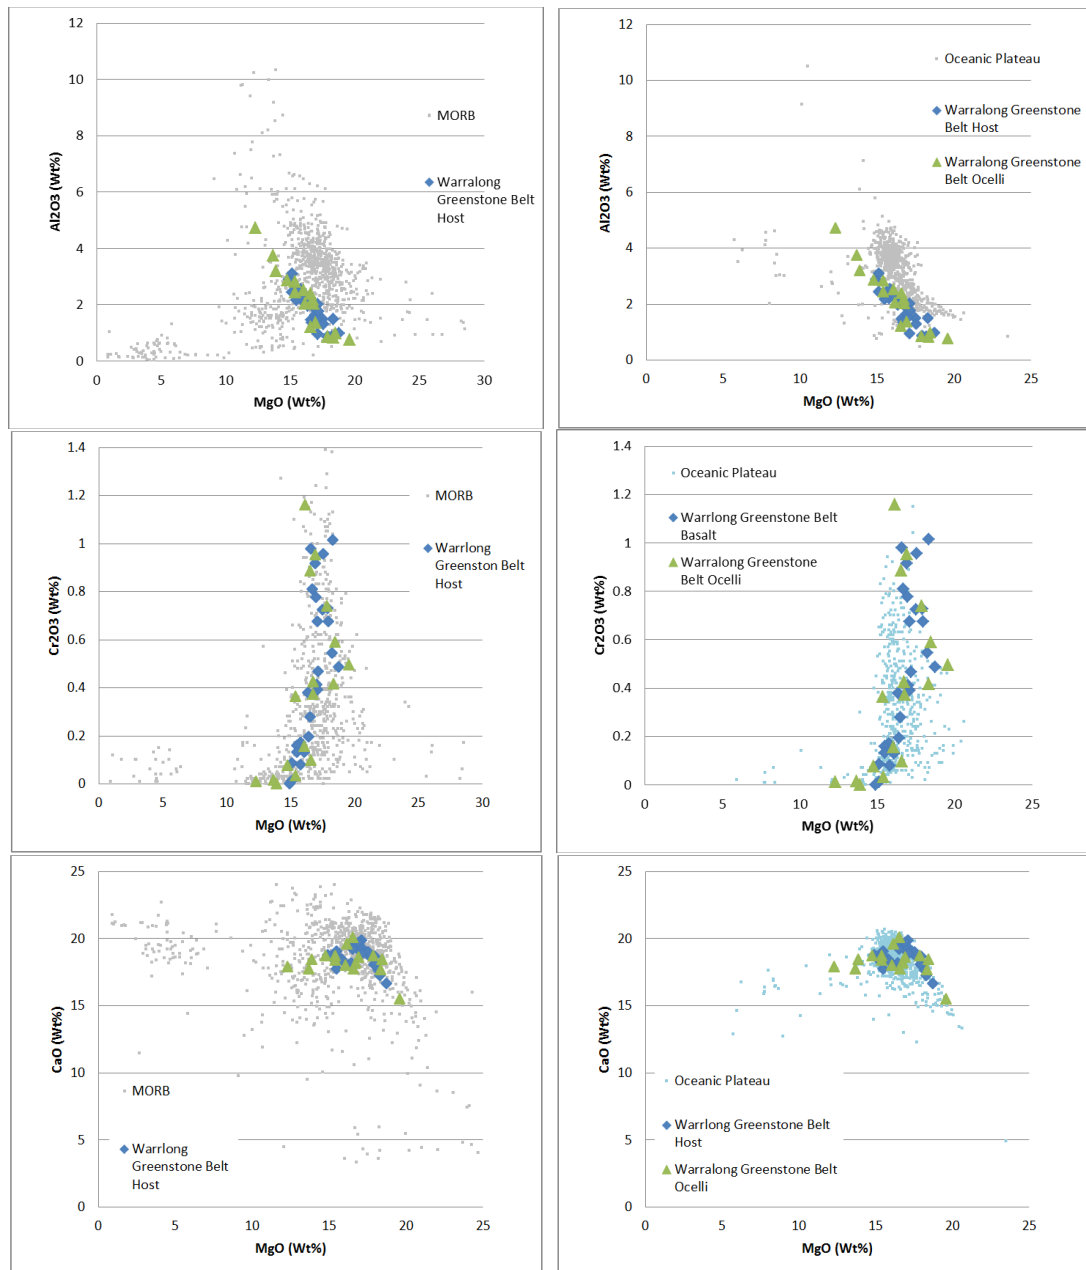 12
10
8
6
4
2
0
Al2O3 (Wt%)
0 5 10 15 20 25 30
MgO (Wt%)
MORB
Warralong
Greenstone Belt
Host
12
10
8
6
4
2
0
Al2O3 (Wt%)
0 5 10 15 20 25
MgO (Wt%)
Oceanic Plateau
Warralong Greenstone
Belt Host
Warralong Greenstone
Belt Ocelli
1.4
1.2
1
0.8
0.6
0.4
0.2
0
Cr2O3 (Wt%)
0 5 10 15 20 25 30
MgO (Wt%)
MORB
Warrlong
Greenston Belt
Host
1.4
1.2
1
0.8
0.6
0.4
0.2
0
Cr2O3 (Wt%)
0 5 10 15 20 25
MgO (Wt%)
Oceanic Plateau
Warrlong Greenstone Belt
Basalt
Warralong Greenstone
Belt Ocelli
25
20
15
10
5
0
CaO (Wt%)
0 5 10 15 20 25
MgO (Wt%)
MORB
Warrlong
Greenstone Belt
Host
25
20
15
10
5
0
CaO (Wt%)
0 5 10 15 20 25
MgO (Wt%)
Oceanic Plateau
Warrlong Greenstone Belt
Host
Warralong Greenstone Belt
Ocelli